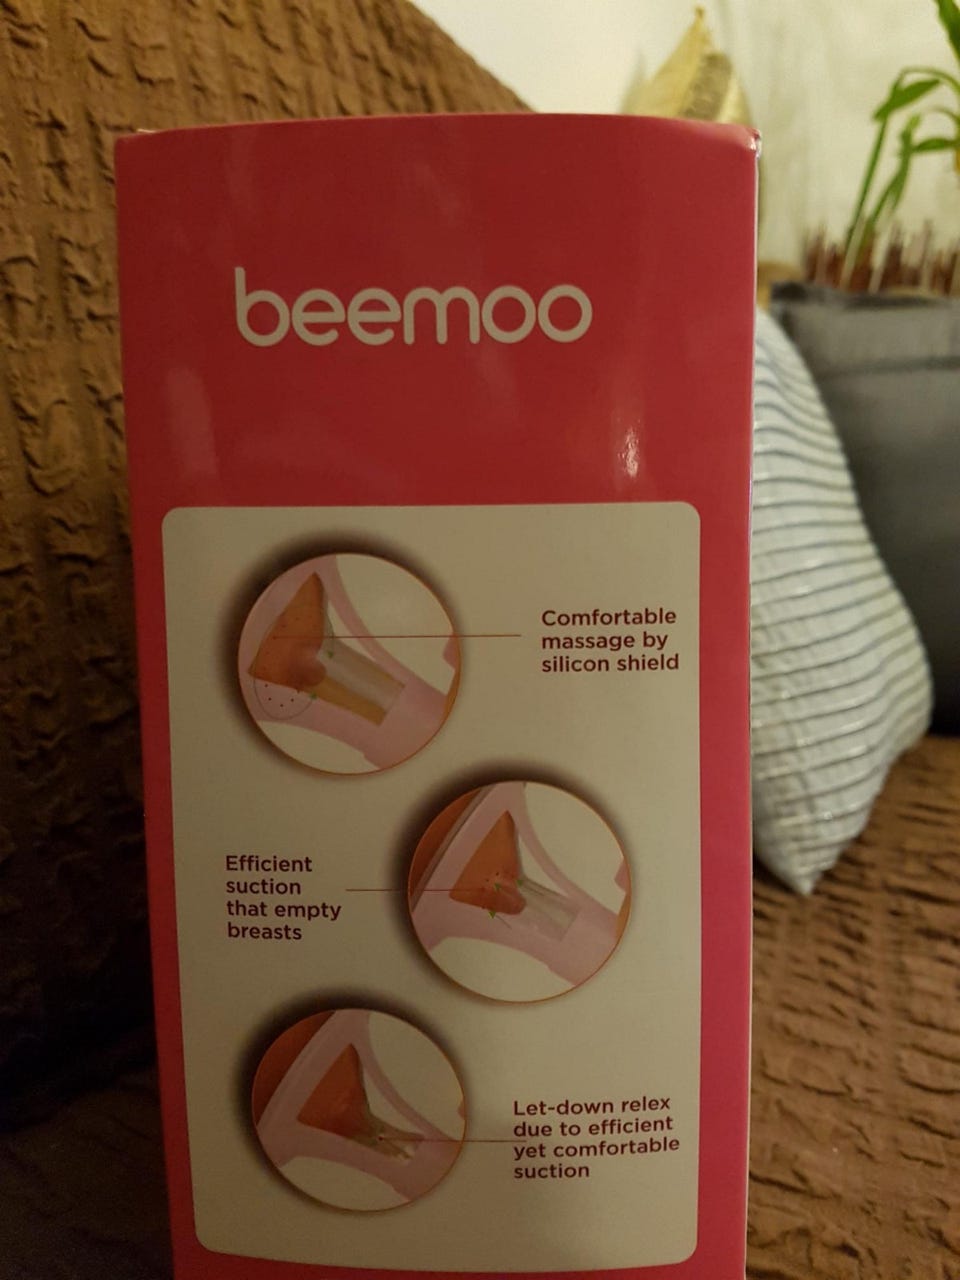 beemoo
Comfortable
massage by
silicon shield
Efficient
suction
that empty
breasts
Let-down relex
due to efficient
yet comfortable
suction